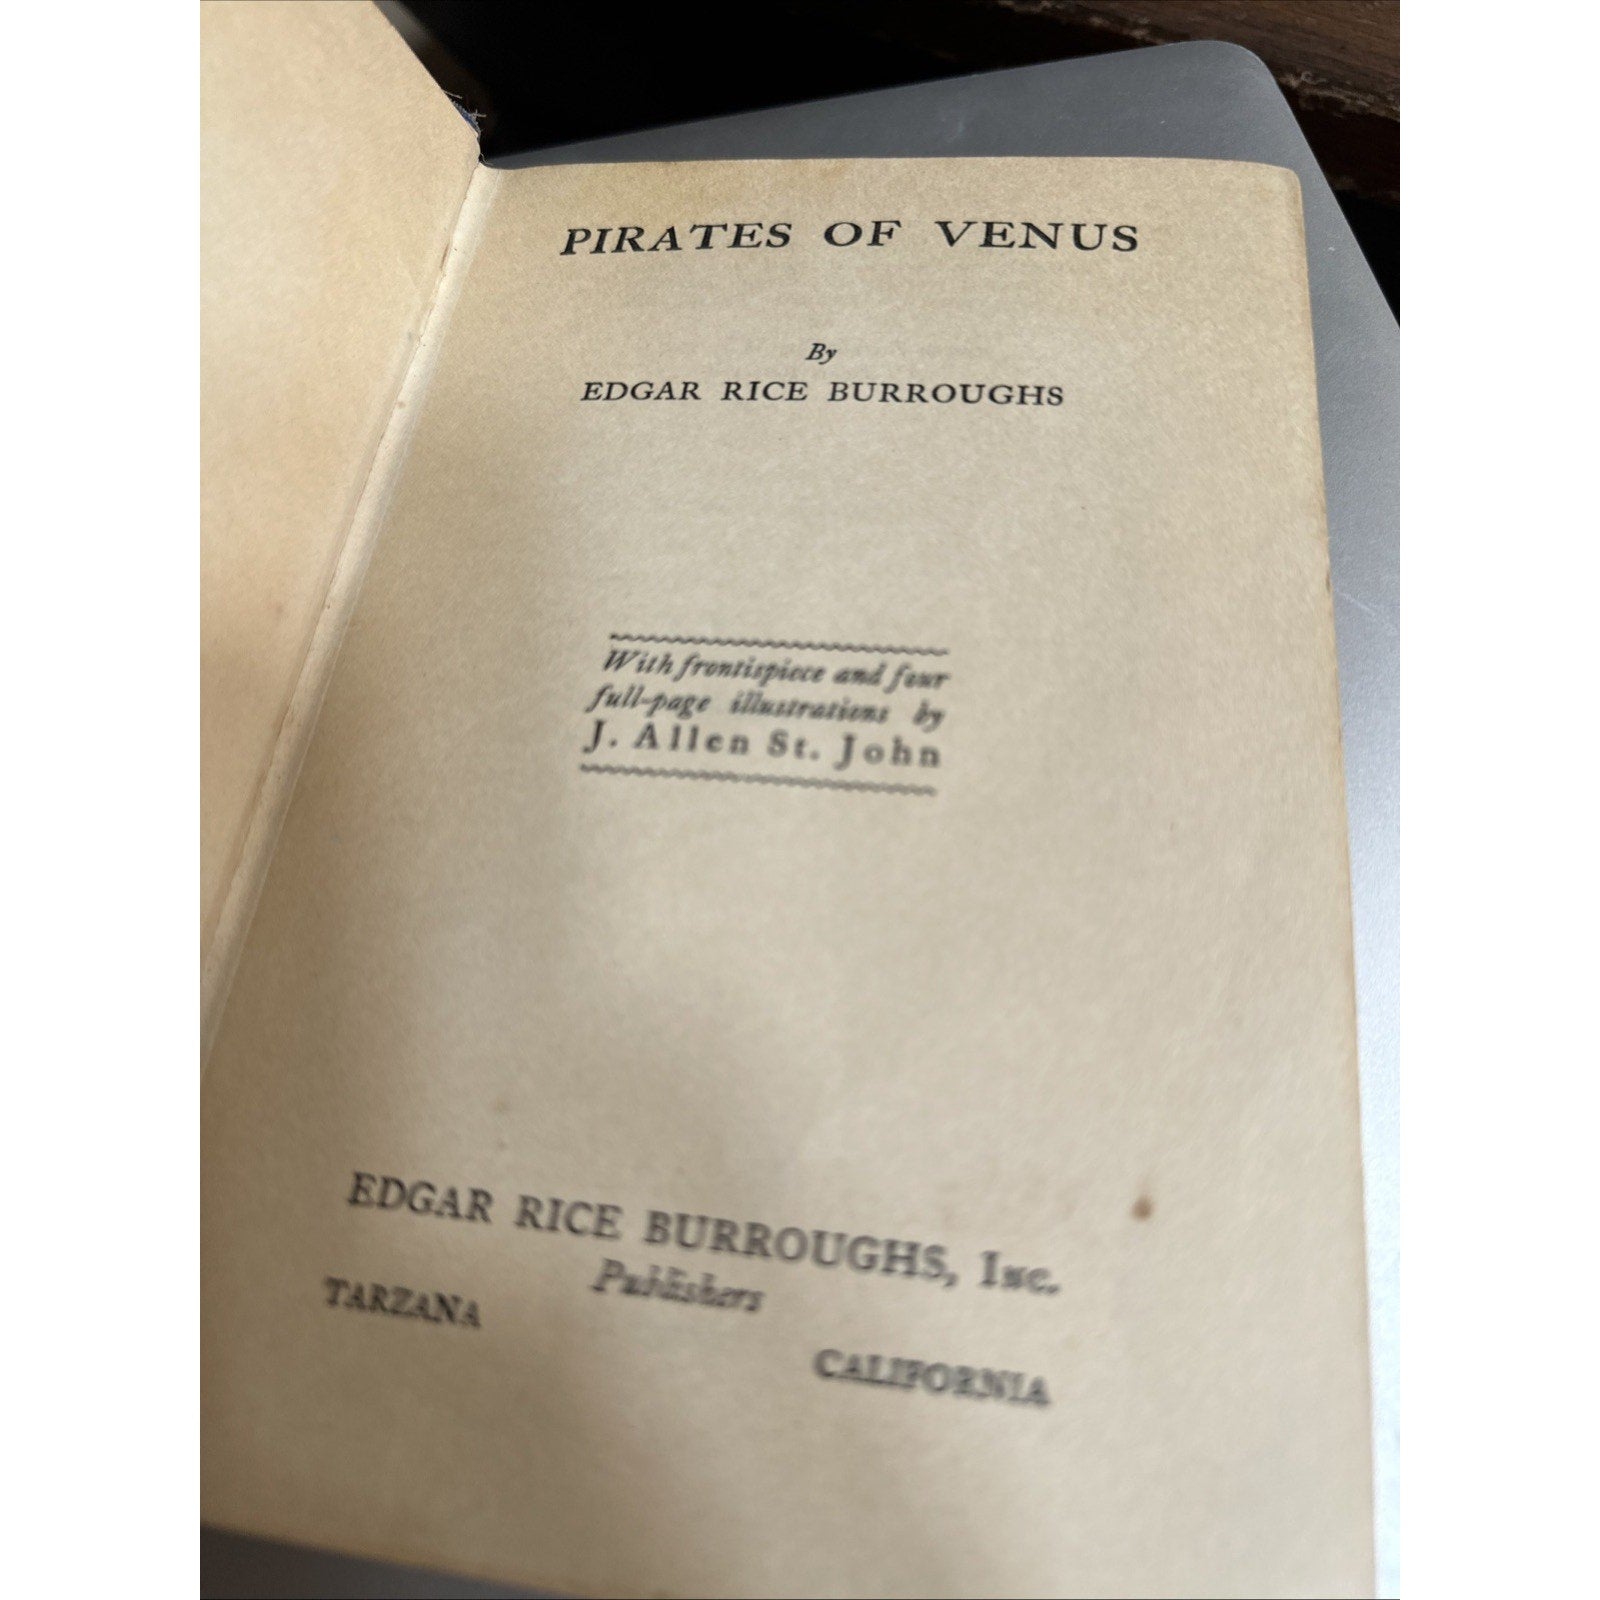 PIRATES OF VENUS
By
EDGAR RICE BURROUGHS
With frontispiece and four
full-page illustrations by
J. Allen St. John
EDGAR RICE BURROUGHS, Inc.
Publishers
TARZANA
CALIFORNIA